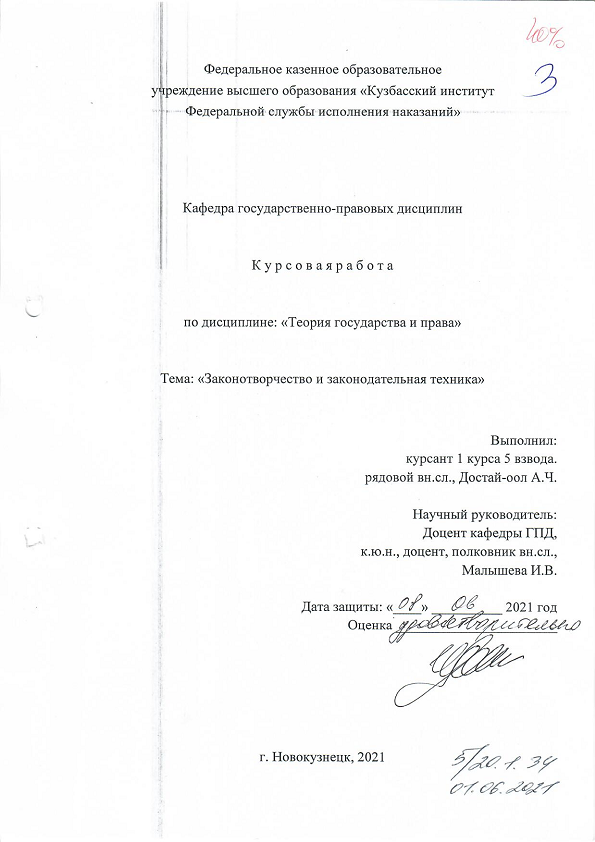 40%
3
Федеральное казенное образовательное
учреждение высшего образования «Кузбасский институт
Федеральной службы исполнения наказаний»
Кафедра государственно-правовых дисциплин
К у р с о в а я р а б о т а
по дисциплине: «Теория государства и права»
Тема: «Законотворчество и законодательная техника»
Выполнил:
курсант 1 курса 5 взвода.
рядовой вн.сл., Достай-оол А.Ч.
Научный руководитель:
Доцент кафедры ГПД,
к.ю.н., доцент, полковник вн.сл.,
Малышева И.В.
Дата защиты: «08» 06 2021 год
Оценка удовлетворительно
г. Новокузнецк, 2021
5/20.1.34
01.06.2021